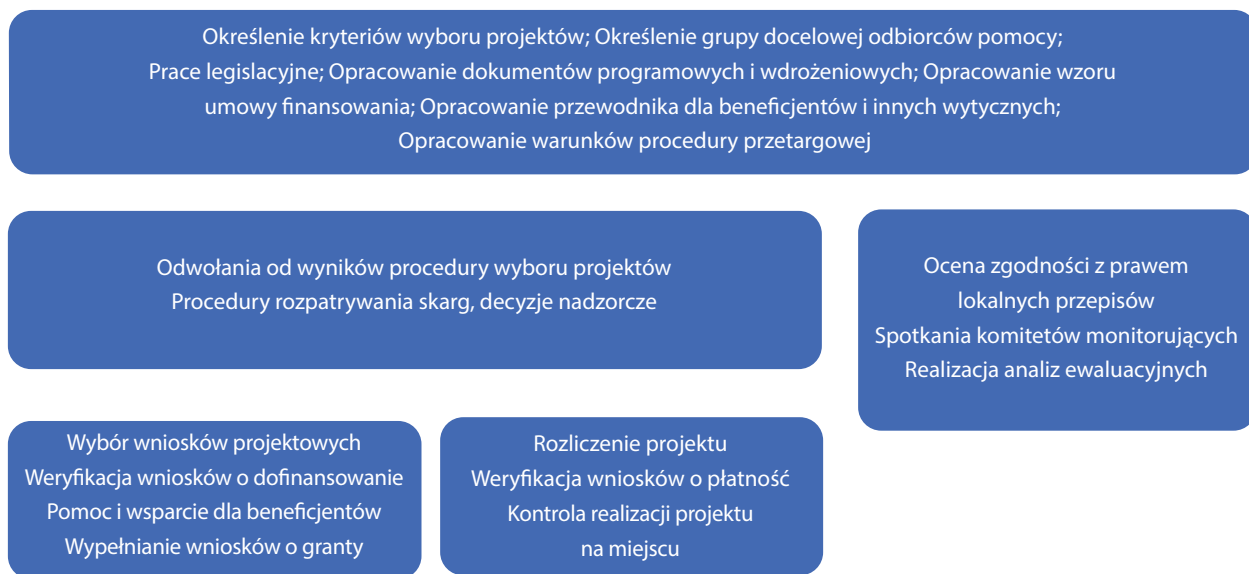 Określenie kryteriów wyboru projektów; Określenie grupy docelowej odbiorców pomocy;
Prace legislacyjne; Opracowanie dokumentów programowych i wdrożeniowych; Opracowanie wzoru
umowy finansowania; Opracowanie przewodnika dla beneficjentów i innych wytycznych;
Opracowanie warunków procedury przetargowej
Odwołania od wyników procedury wyboru projektów
Procedury rozpatrywania skarg, decyzje nadzorcze
Ocena zgodności z prawem
lokalnych przepisów
Spotkania komitetów monitorujących
Realizacja analiz ewaluacyjnych
Wybór wniosków projektowych
Weryfikacja wniosków o dofinansowanie
Pomoc i wsparcie dla beneficjentów
Wypełnianie wniosków o granty
Rozliczenie projektu
Weryfikacja wniosków o płatność
Kontrola realizacji projektu
na miejscu